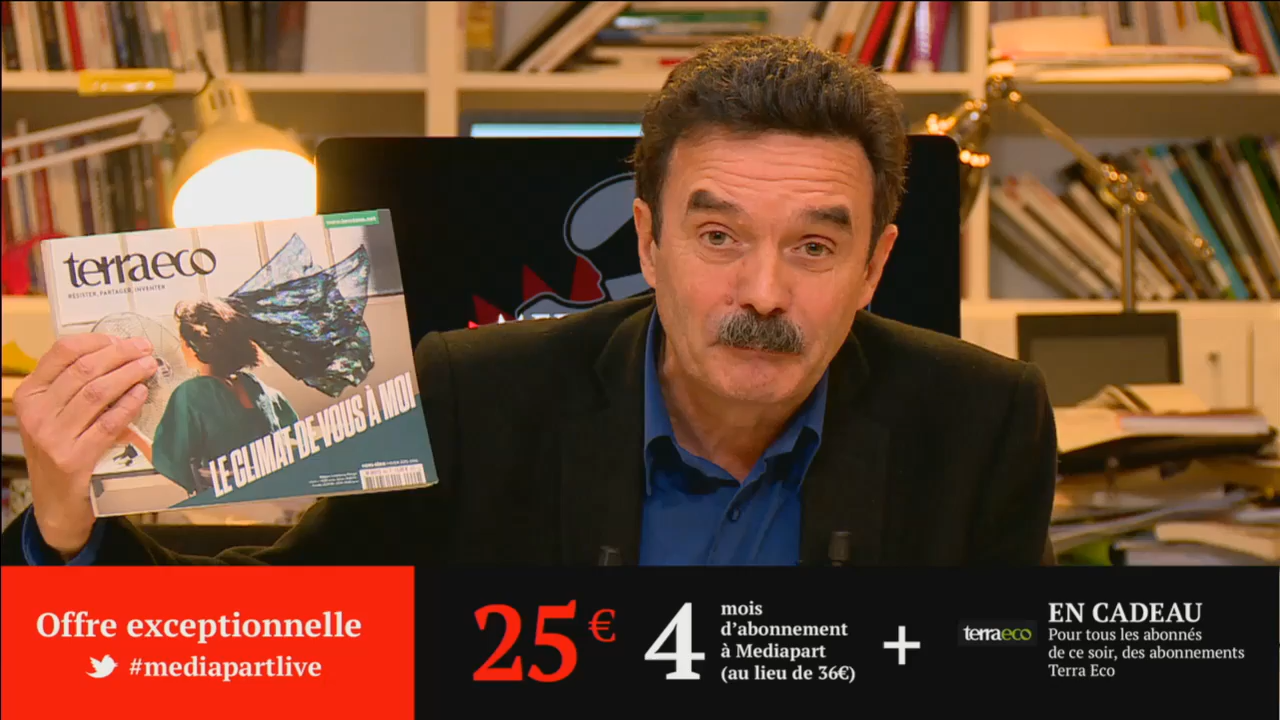 terraeco
RÉSISTER, PARTAGER, INVENTER
LE CLIMAT DE VOUS À MOI
Offre exceptionnelle
#mediapartlive
25€
4
mois
d'abonnement
à Mediapart
(au lieu de 36€)
+
terraeco
EN CADEAU
Pour tous les abonnés
de ce soir, des abonnements
Terra Eco